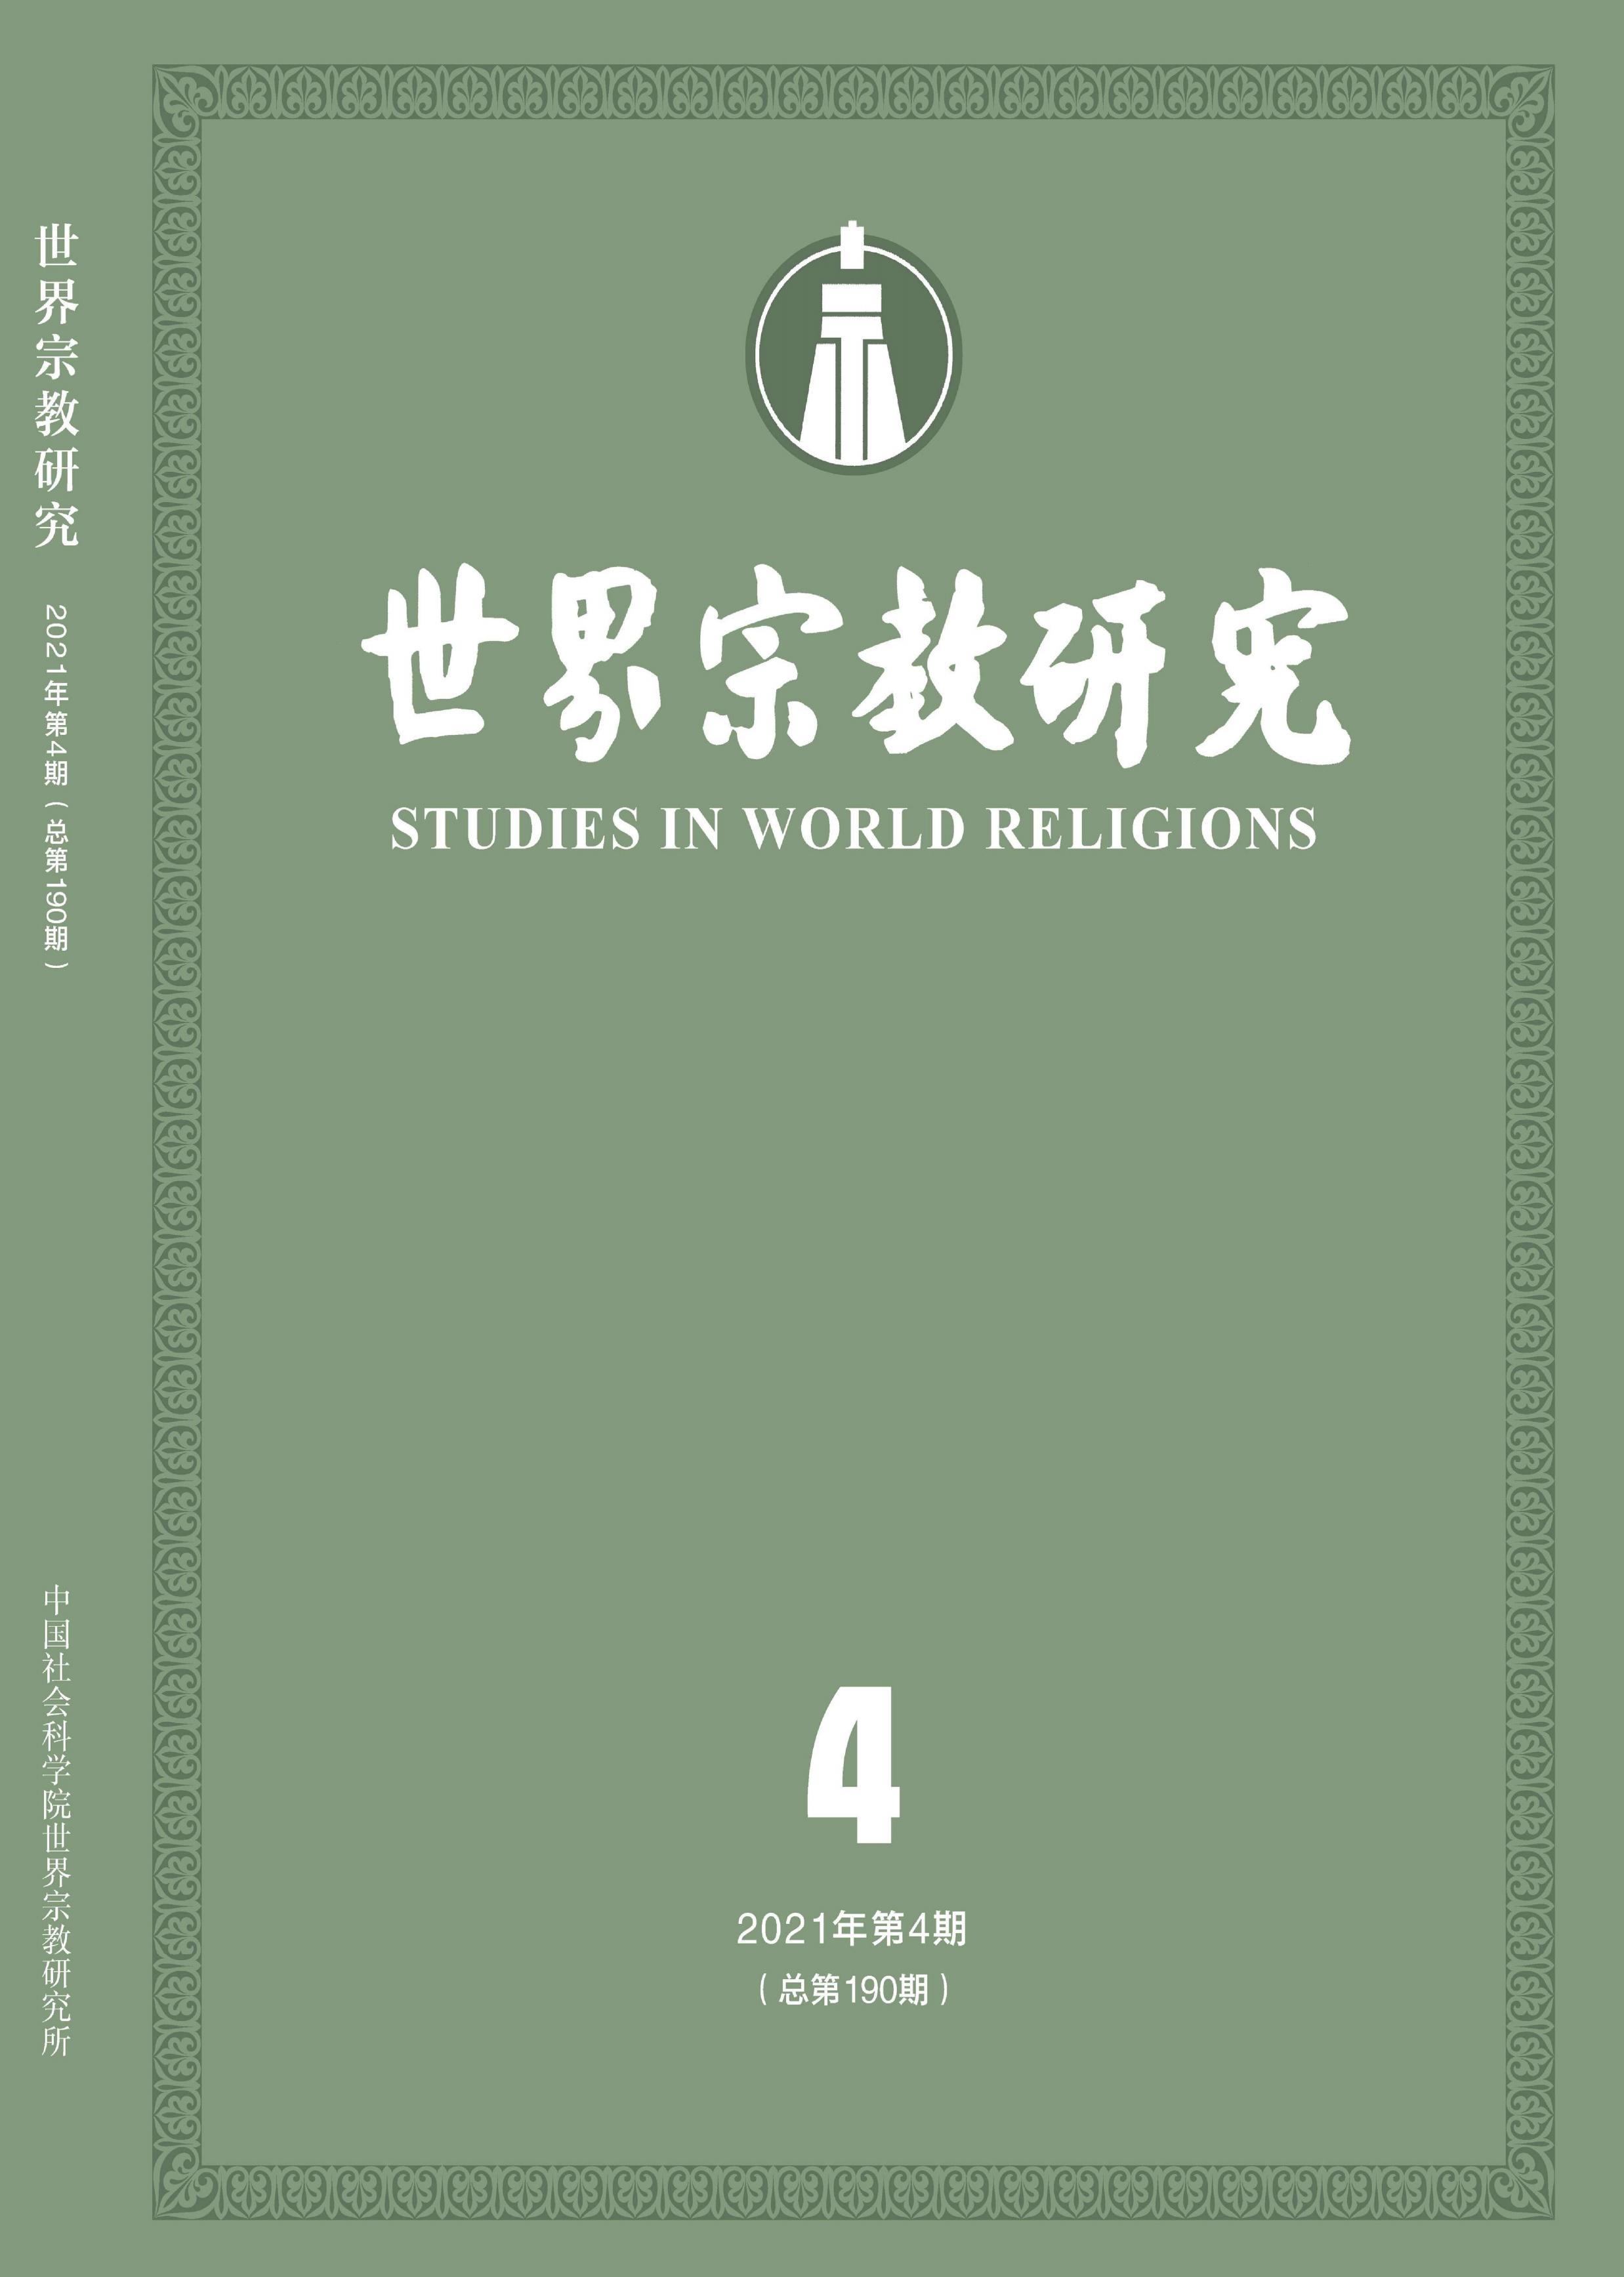 世界宗教研究
2021年第4期（总第190期）
中国社会科学院世界宗教研究所
世界宗教研究
STUDIES IN WORLD RELIGIONS
4
2021年第4期
（总第190期）